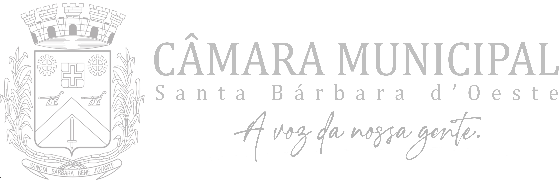 CÂMARA MUNICIPAL
Santa Bárbara d'Oeste
A voz da nossa gente.